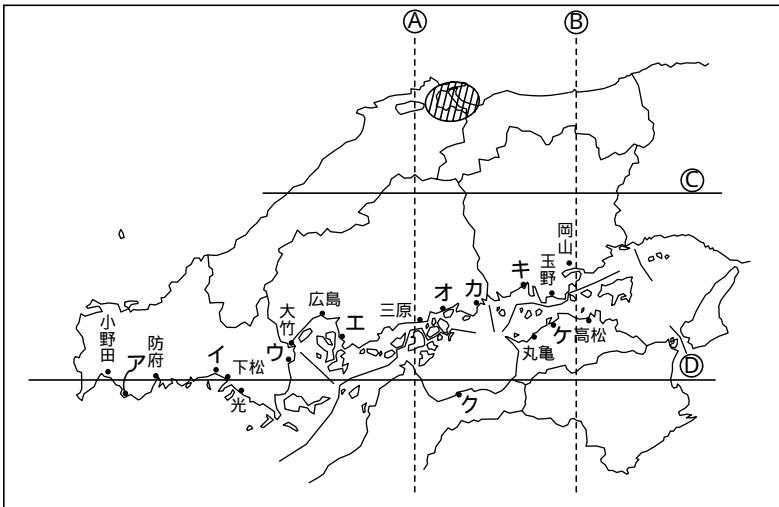 Ⓐ
Ⓑ
Ⓒ
岡山
玉野
キ
カ
オ
三原
広島
大竹
エ
ウ
小野田
防府
ア
イ
下松
光
丸亀
ケ
高松
Ⓓ
ク